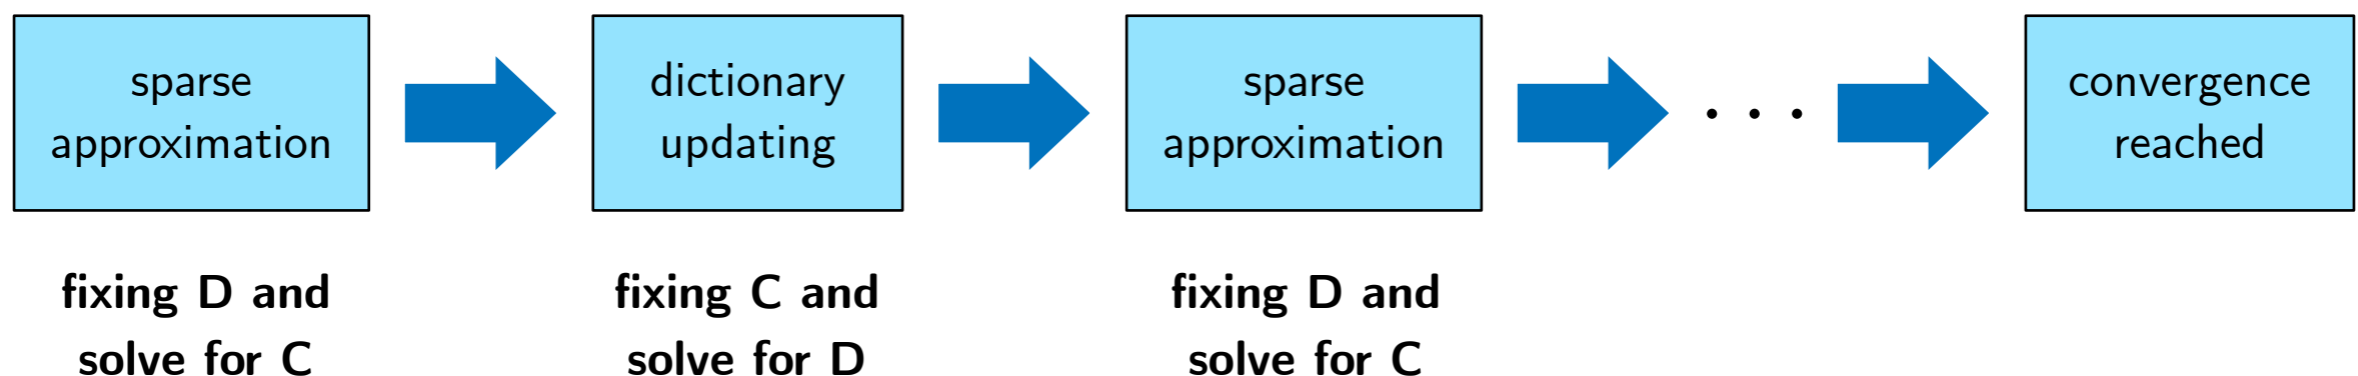 sparse
approximation
dictionary
updating
sparse
approximation
. . .
convergence
reached
fixing D and
solve for C
fixing C and
solve for D
fixing D and
solve for C